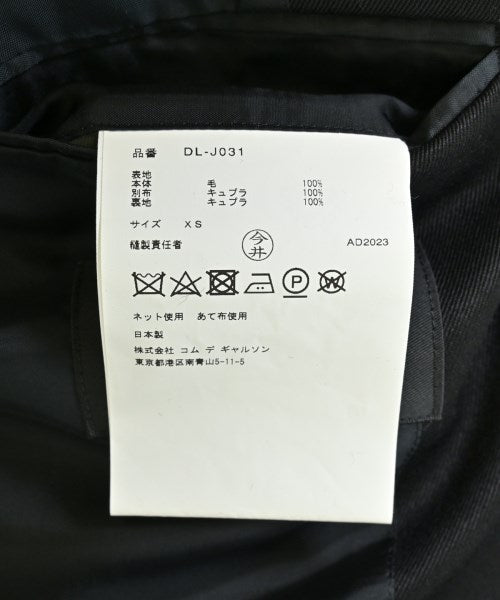 品番 DL-J031
表地
本体 毛 100%
別布 キュプラ 100%
裏地 キュプラ 100%
サイズ XS
縫製責任者 今井 AD2023
P W
ネット使用 あて布使用
日本製
株式会社 コム デ ギャルソン
東京都港区南青山5-11-5